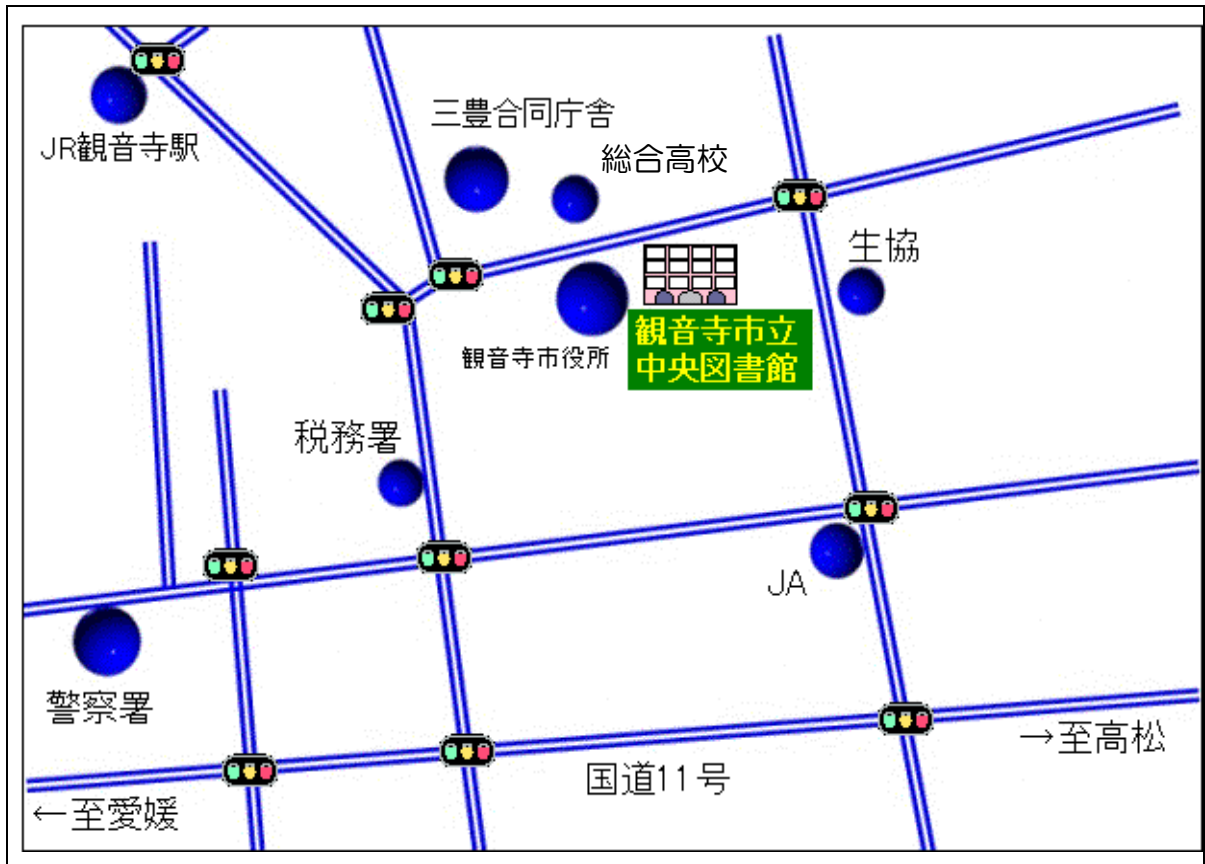 三豊合同庁舎
JR観音寺駅
総合高校
生協
観音寺市立
中央図書館
観音寺市役所
税務署
JA
警察署
→至高松
国道11号
←至愛媛